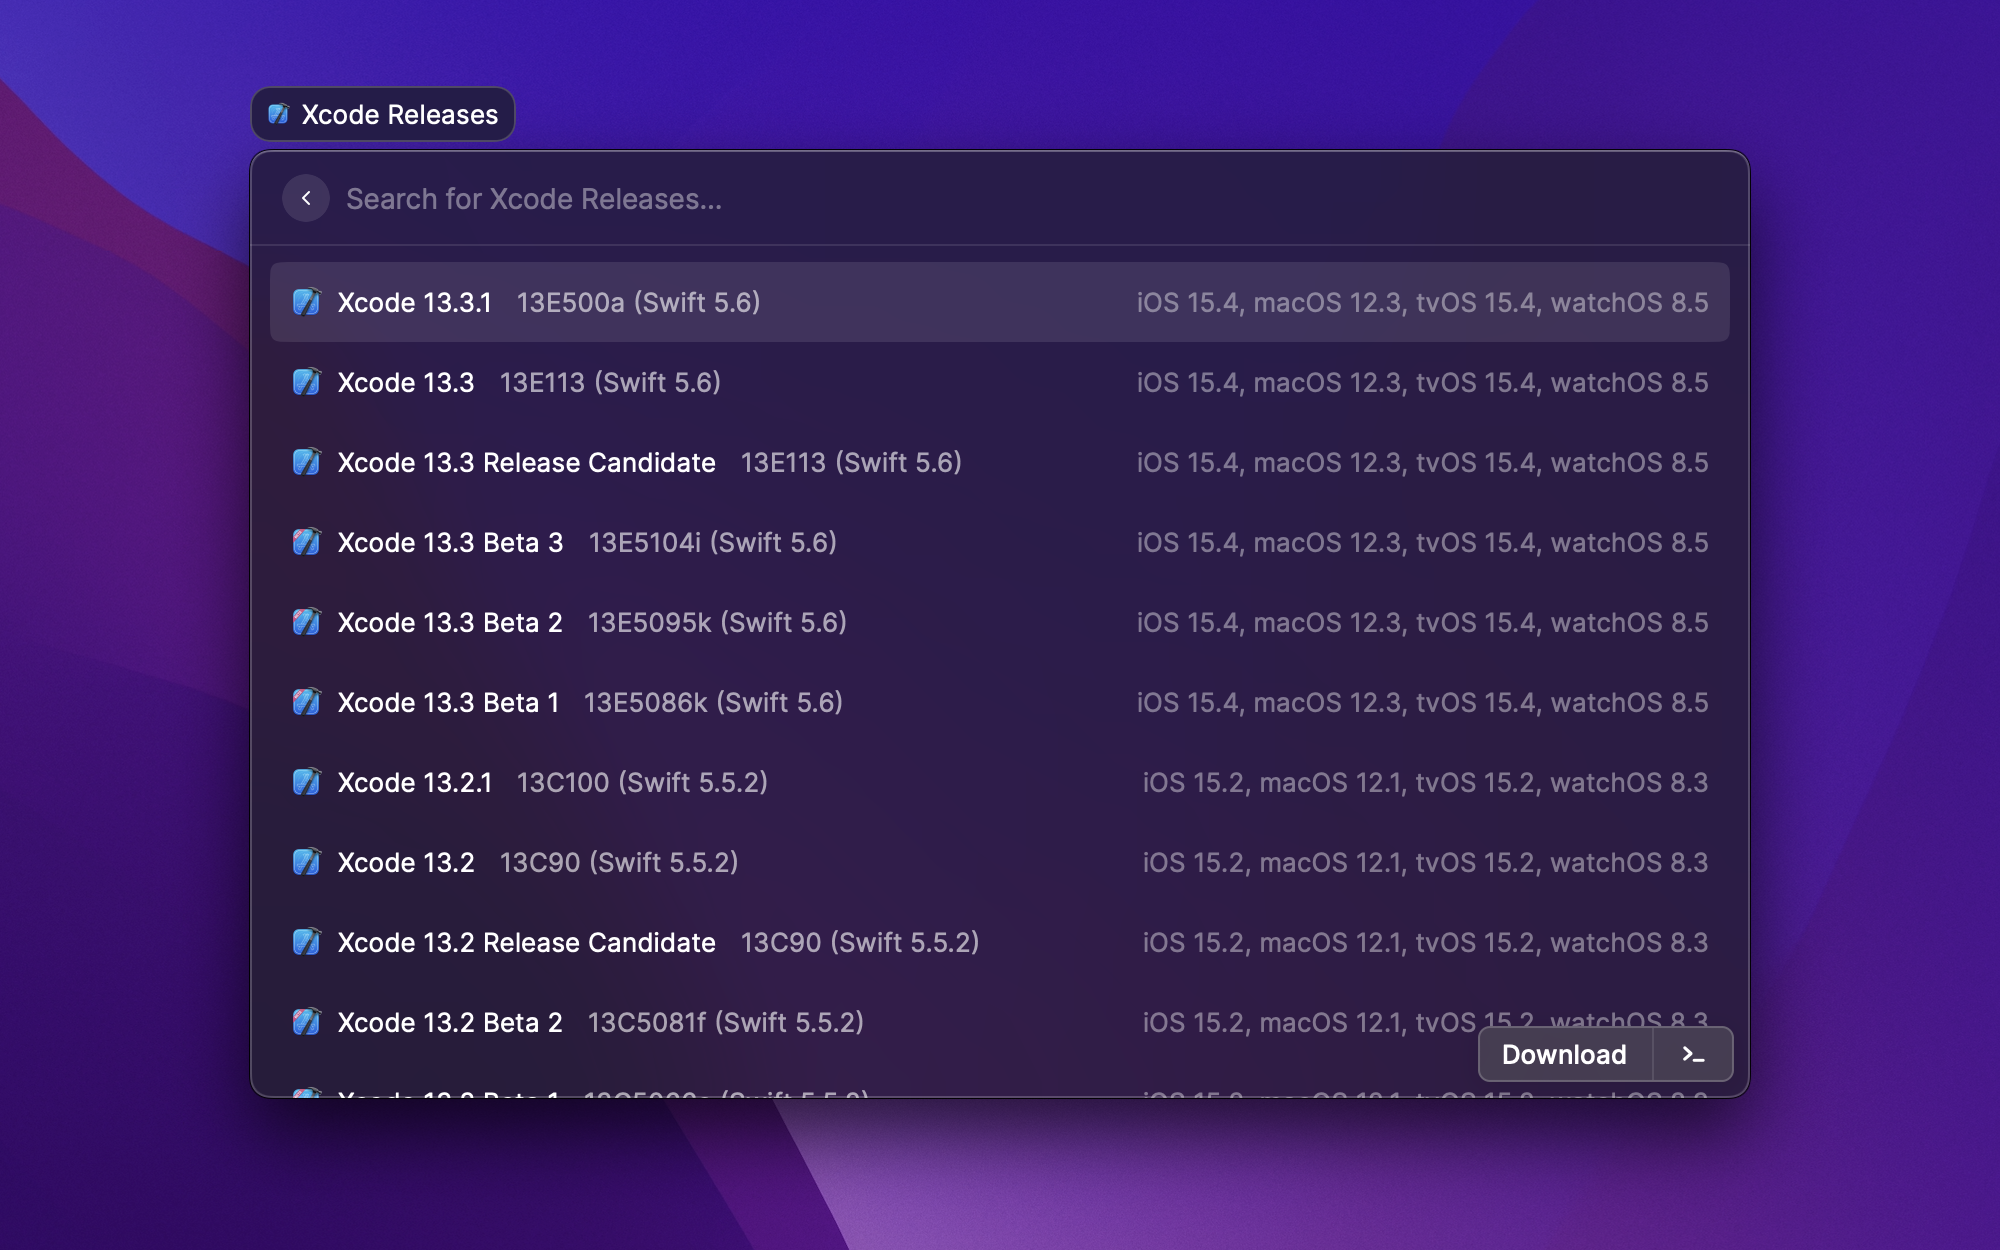 Xcode Releases
Search for Xcode Releases...
Xcode 13.3.1 13E500a (Swift 5.6) iOS 15.4, macOS 12.3, tvOS 15.4, watchOS 8.5
Xcode 13.3 13E113 (Swift 5.6) iOS 15.4, macOS 12.3, tvOS 15.4, watchOS 8.5
Xcode 13.3 Release Candidate 13E113 (Swift 5.6) iOS 15.4, macOS 12.3, tvOS 15.4, watchOS 8.5
Xcode 13.3 Beta 3 13E5104i (Swift 5.6) iOS 15.4, macOS 12.3, tvOS 15.4, watchOS 8.5
Xcode 13.3 Beta 2 13E5095k (Swift 5.6) iOS 15.4, macOS 12.3, tvOS 15.4, watchOS 8.5
Xcode 13.3 Beta 1 13E5086k (Swift 5.6) iOS 15.4, macOS 12.3, tvOS 15.4, watchOS 8.5
Xcode 13.2.1 13C100 (Swift 5.5.2) iOS 15.2, macOS 12.1, tvOS 15.2, watchOS 8.3
Xcode 13.2 13C90 (Swift 5.5.2) iOS 15.2, macOS 12.1, tvOS 15.2, watchOS 8.3
Xcode 13.2 Release Candidate 13C90 (Swift 5.5.2) iOS 15.2, macOS 12.1, tvOS 15.2, watchOS 8.3
Xcode 13.2 Beta 2 13C5081f (Swift 5.5.2) iOS 15.2, macOS 12.1, tvOS 15.2, watchOS 8.3
Download >_